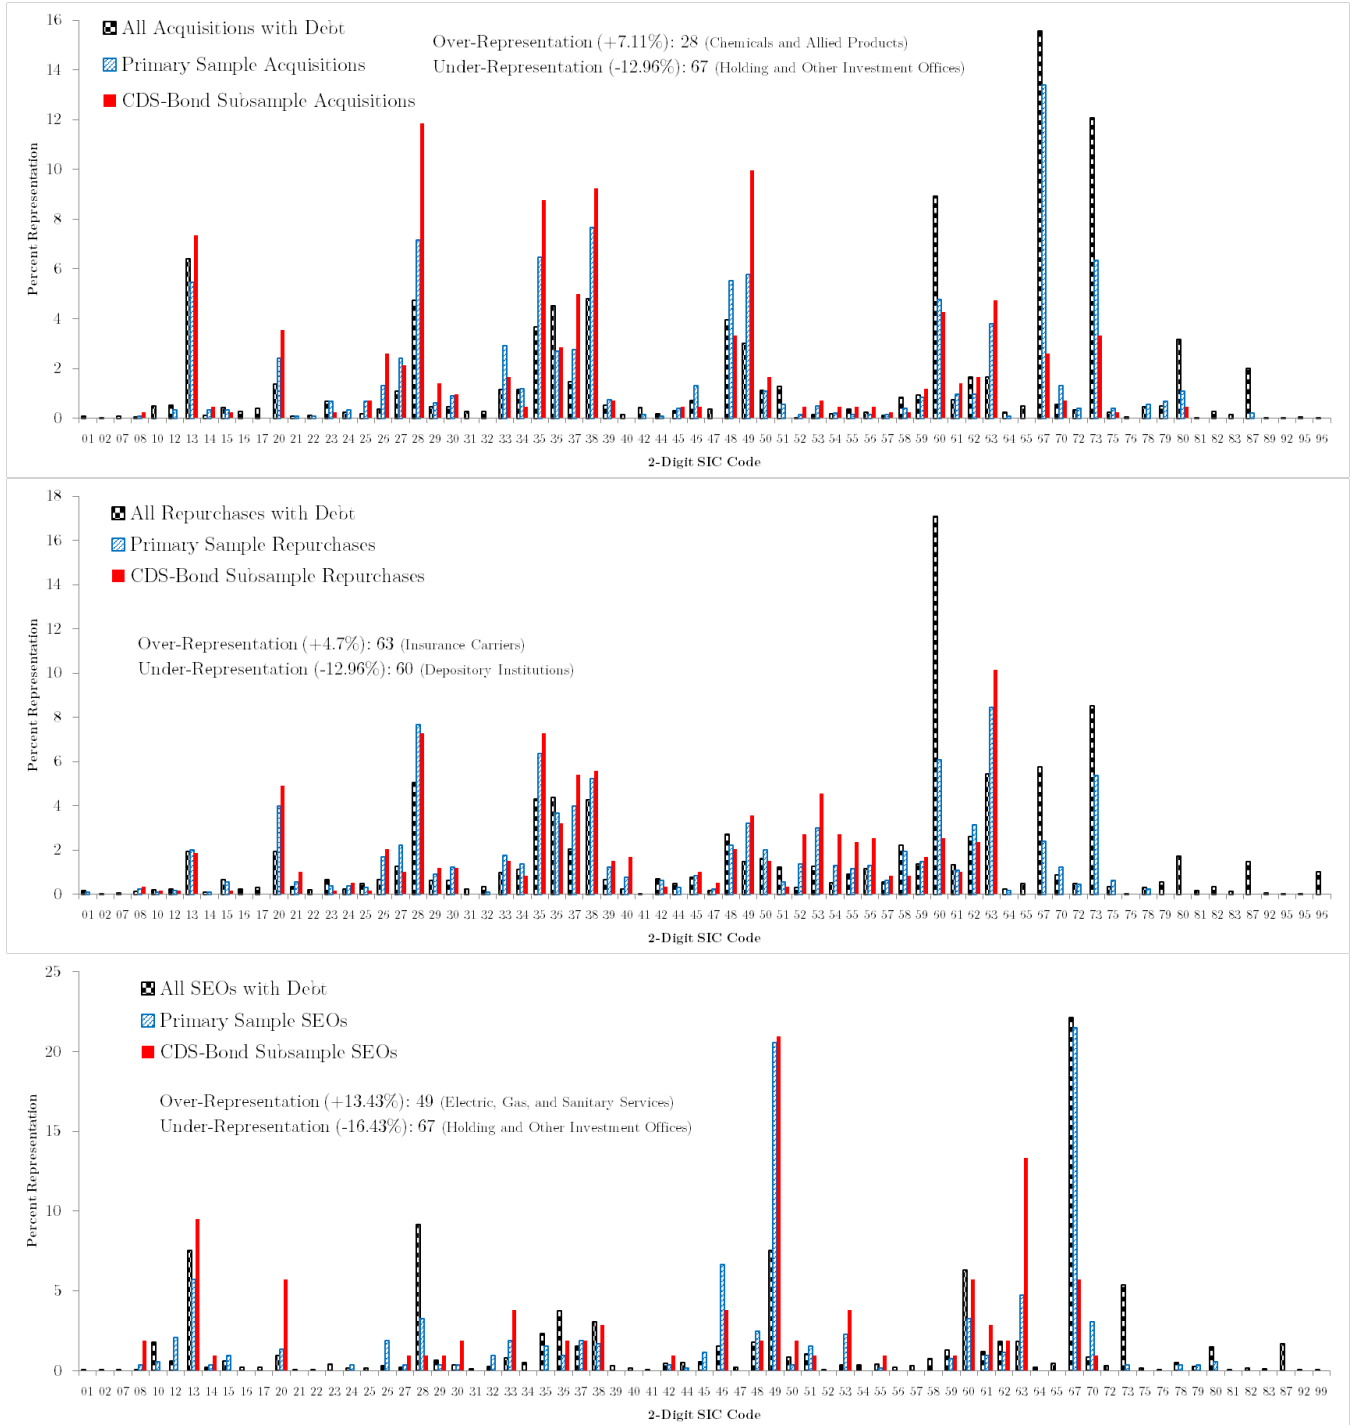 16
14
12
10
8
6
4
2
0
Percent Representation
All Acquisitions with Debt
Primary Sample Acquisitions
CDS-Bond Subsample Acquisitions
Over-Representation (+7.11%): 28 (Chemicals and Allied Products)
Under-Representation (-12.96%): 67 (Holding and Other Investment Offices)
01 02 07 08 10 12 13 14 15 16 17 20 21 22 23 24 25 26 27 28 29 30 31 32 33 34 35 36 37 38 39 40 42 44 45 46 47 48 49 50 51 52 53 54 55 56 57 58 59 60 61 62 63 64 65 67 70 72 73 75 76 78 79 80 81 82 83 87 89 92 95 96
2-Digit SIC Code
18
16
14
12
10
8
6
4
2
0
Percent Representation
All Repurchases with Debt
Primary Sample Repurchases
CDS-Bond Subsample Repurchases
Over-Representation (+4.7%): 63 (Insurance Carriers)
Under-Representation (-12.96%): 60 (Depository Institutions)
01 02 07 08 10 12 13 14 15 16 17 20 21 22 23 24 25 26 27 28 29 30 31 32 33 34 35 36 37 38 39 40 41 42 44 45 46 47 48 49 50 51 52 53 54 55 56 57 58 59 60 61 62 63 64 65 67 70 72 73 75 76 78 79 80 81 82 83 87 92 95 95 96
2-Digit SIC Code
25
20
15
10
5
0
Percent Representation
All SEOs with Debt
Primary Sample SEOs
CDS-Bond Subsample SEOs
Over-Representation (+13.43%): 49 (Electric, Gas, and Sanitary Services)
Under-Representation (-16.43%): 67 (Holding and Other Investment Offices)
01 02 07 08 10 12 13 14 15 16 17 20 21 22 23 24 25 26 27 28 29 30 31 32 33 34 35 36 37 38 39 40 41 42 44 45 46 47 48 49 50 51 52 53 54 55 56 57 58 59 60 61 62 63 64 65 67 70 72 73 75 76 78 79 80 82 83 87 92 99
2-Digit SIC Code